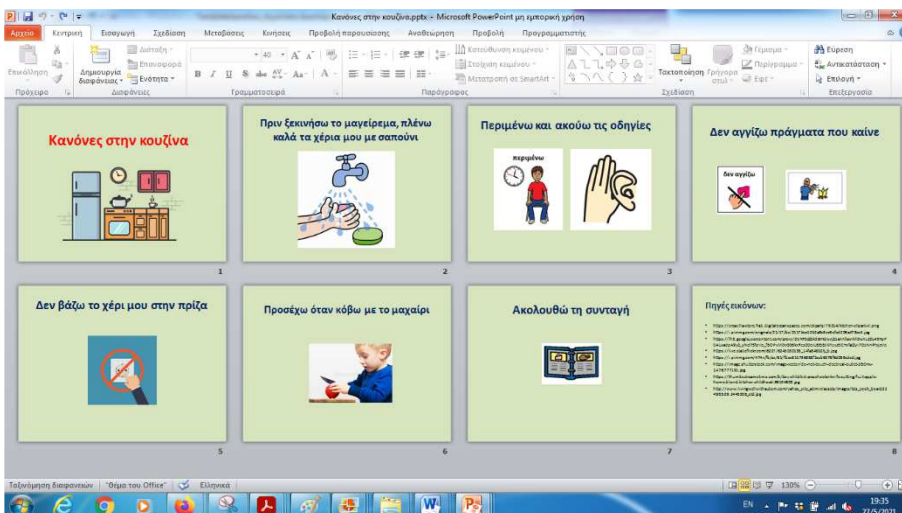 Κανόνες στην κουζίνα.pptx - Microsoft PowerPoint μη εμπορική χρήση
Αρχείο Κεντρική Εισαγωγή Σχεδίαση Μεταβάσεις Κινήσεις Προβολή παρουσίασης Αναθεώρηση Προβολή Προγραμματιστής
Επικόλληση
Δημιουργία διαφάνειας
Διάταξη
Επαναφορά
Ενότητα
40
Κατεύθυνση κειμένου
Στοίχιση κειμένου
Μετατροπή σε SmartArt
Τακτοποίηση
Γρήγορα στυλ
Γέμισμα
Περίγραμμα
Εφέ
Εύρεση
Αντικατάσταση
Επιλογή
Πρόχειρο Διαφάνειες Γραμματοσειρά Παράγραφος Σχεδίαση Επεξεργασία
Κανόνες στην κουζίνα
1
Πριν ξεκινήσω το μαγείρεμα, πλένω
καλά τα χέρια μου με σαπούνι
2
Περιμένω και ακούω τις οδηγίες
περιμένω
3
Δεν αγγίζω πράγματα που καίνε
δεν αγγίζω
4
Δεν βάζω το χέρι μου στην πρίζα
5
Προσέχω όταν κόβω με το μαχαίρι
6
Ακολουθώ τη συνταγή
7
Πηγές εικόνων:
8
Ταξινόμηση διαφανειών "Θέμα του Office" Ελληνικά 130%
EN 19:35
27/5/2021